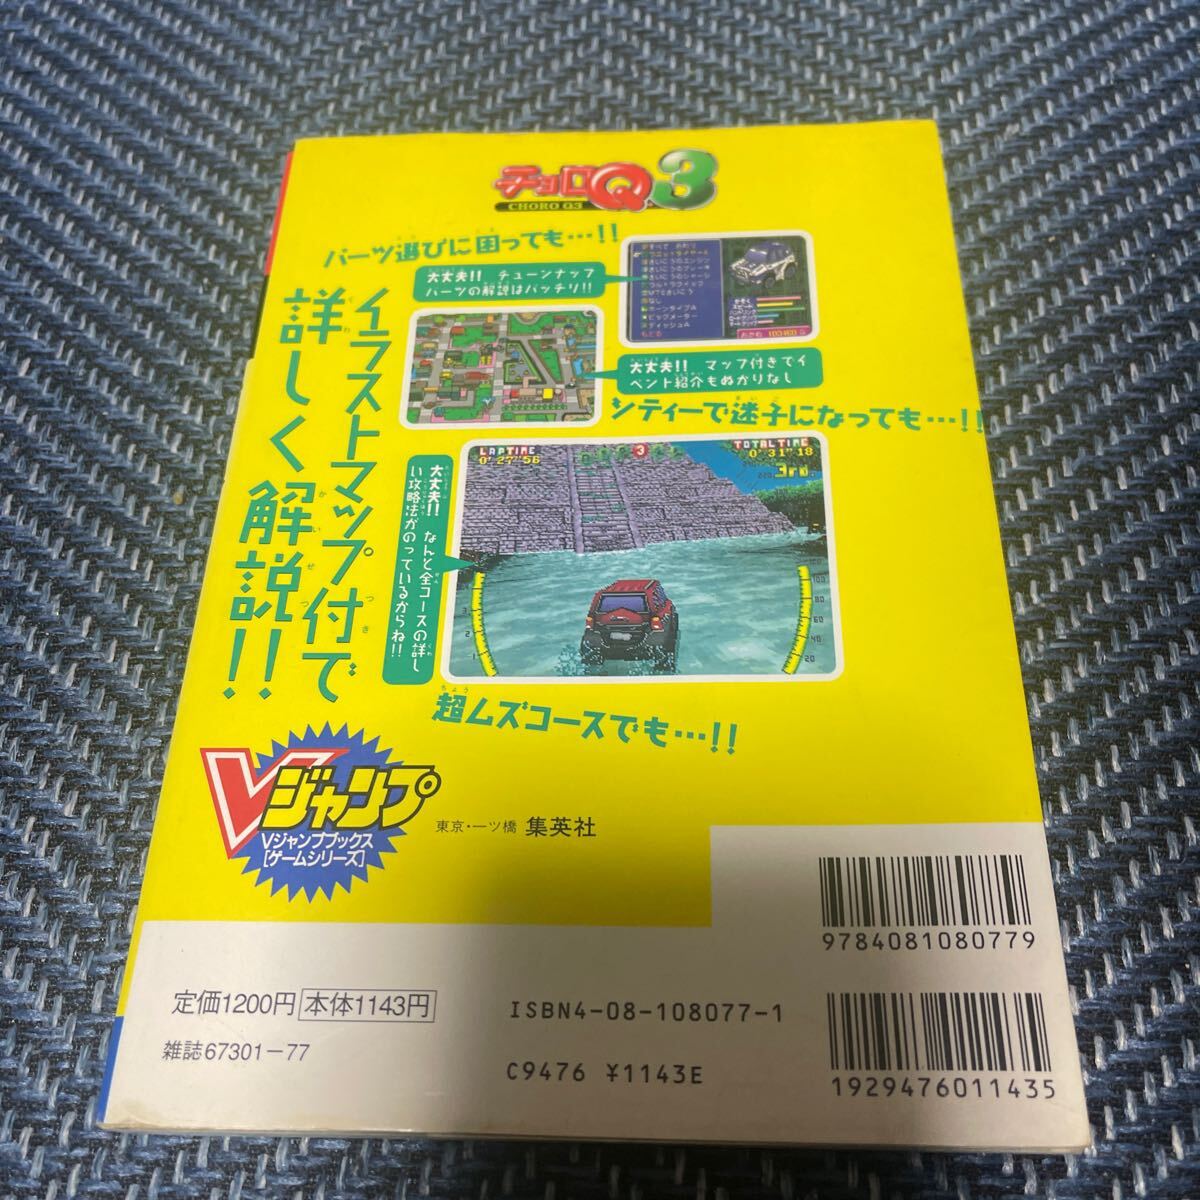 チョロQ3
CHORO Q3
パーツ選びに困っても…!!
大丈夫!! チューンナップ
パーツの解説はバッチリ!!
大丈夫!! マップ付きでイ
ベント紹介もぬかりなし
シティーで迷子になっても…!!
イラストマップ付で
詳しく解説!!
LAPTIME
0'27"56
3
TOTALTIME
0'31"18
3rd
大丈夫!! なんと全コースの詳し
い攻略法がのっているからね!!
超ムズコースでも…!!
Vジャンプ
Vジャンプブックス
[ゲームシリーズ]
東京・一ツ橋 集英社
9784081080779
定価1200円 本体1143円
ISBN4-08-108077-1
雑誌67301-77
C9476 ¥1143E
1929476011435